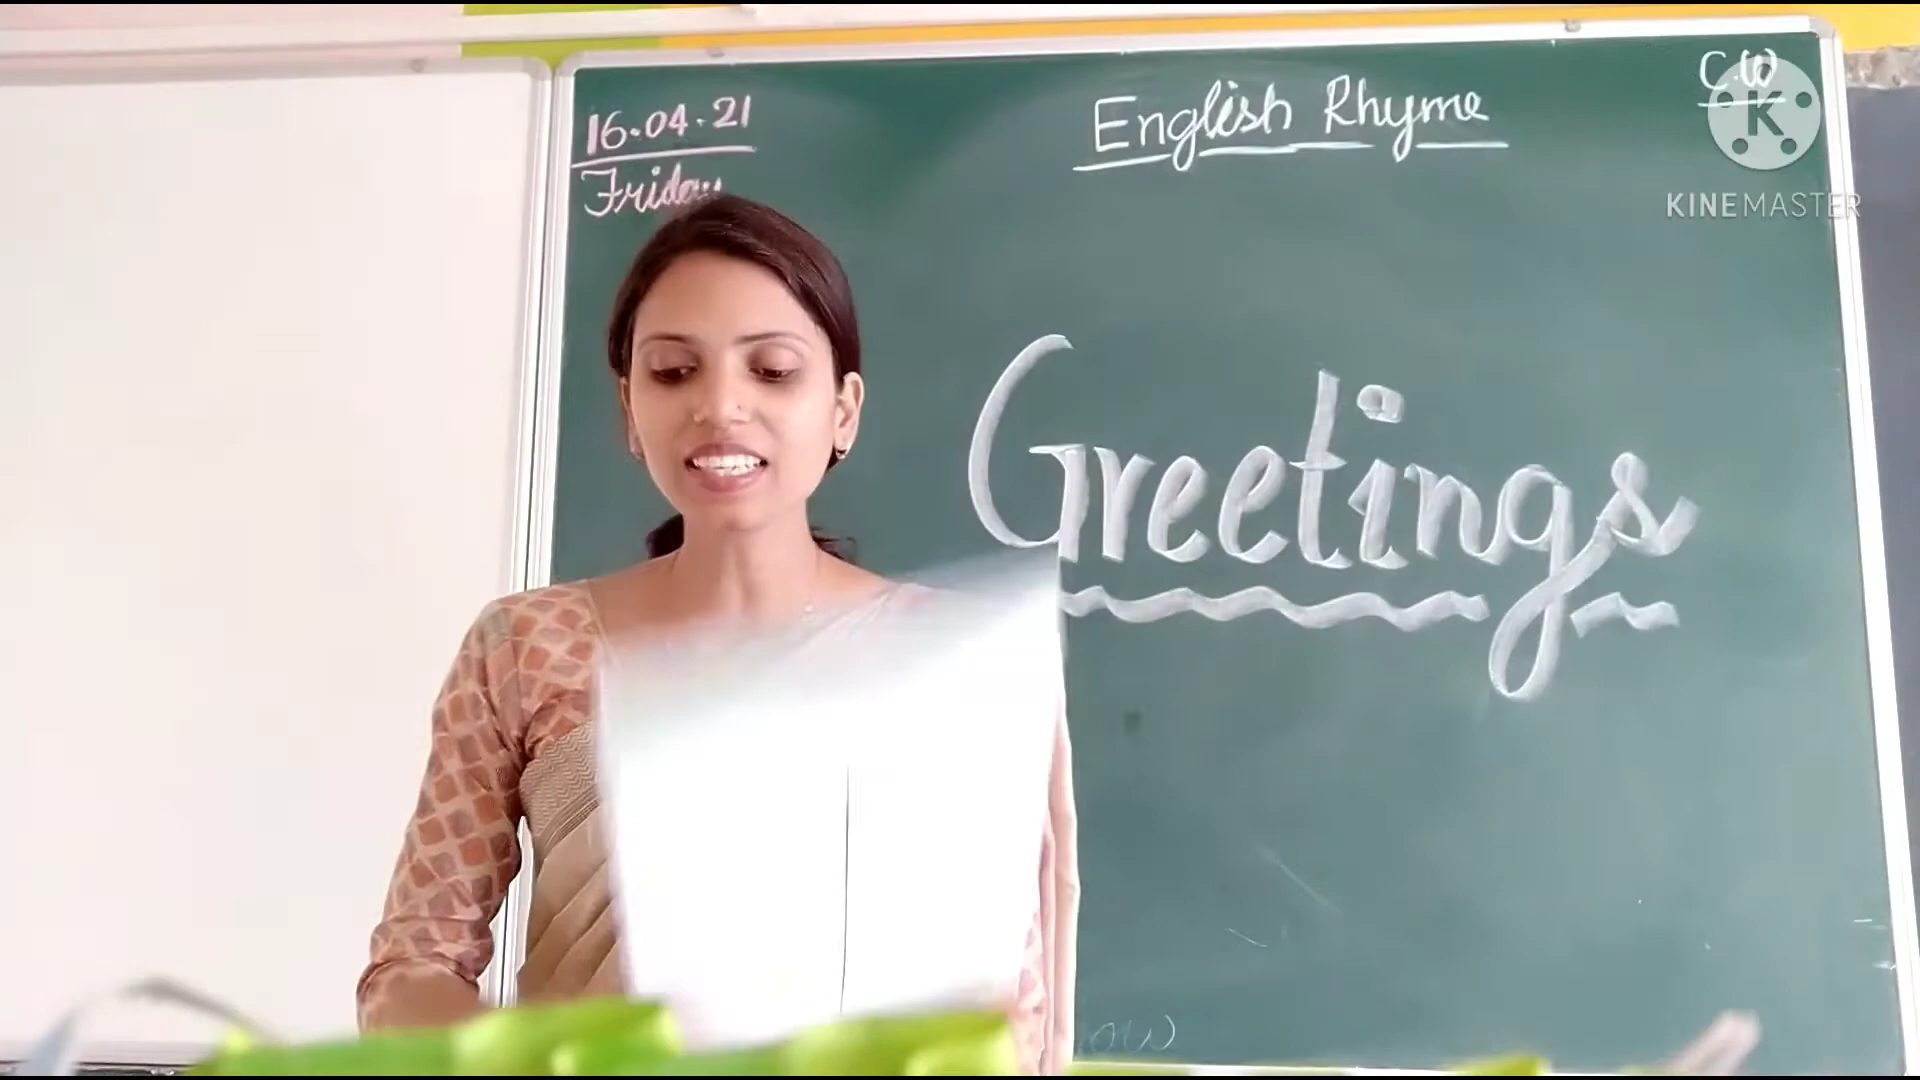 16.04.21
Friday
English Rhyme
C.W
K
KINEMASTER
Greetings